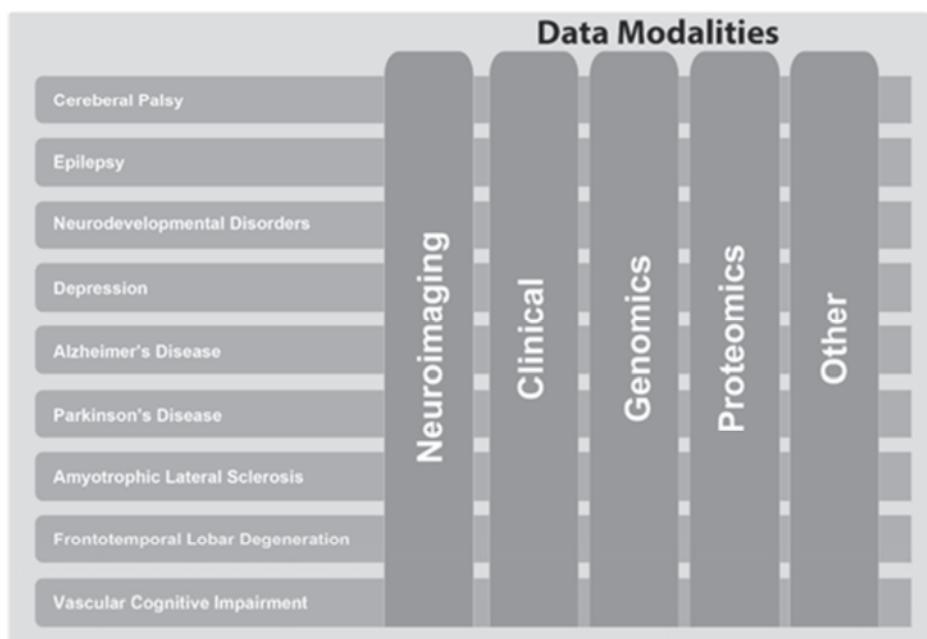 Data Modalities
Cereberal Palsy
Epilepsy
Neurodevelopmental Disorders
Depression
Alzheimer's Disease
Parkinson's Disease
Amyotrophic Lateral Sclerosis
Frontotemporal Lobar Degeneration
Vascular Cognitive Impairment
Neuroimaging
Clinical
Genomics
Proteomics
Other